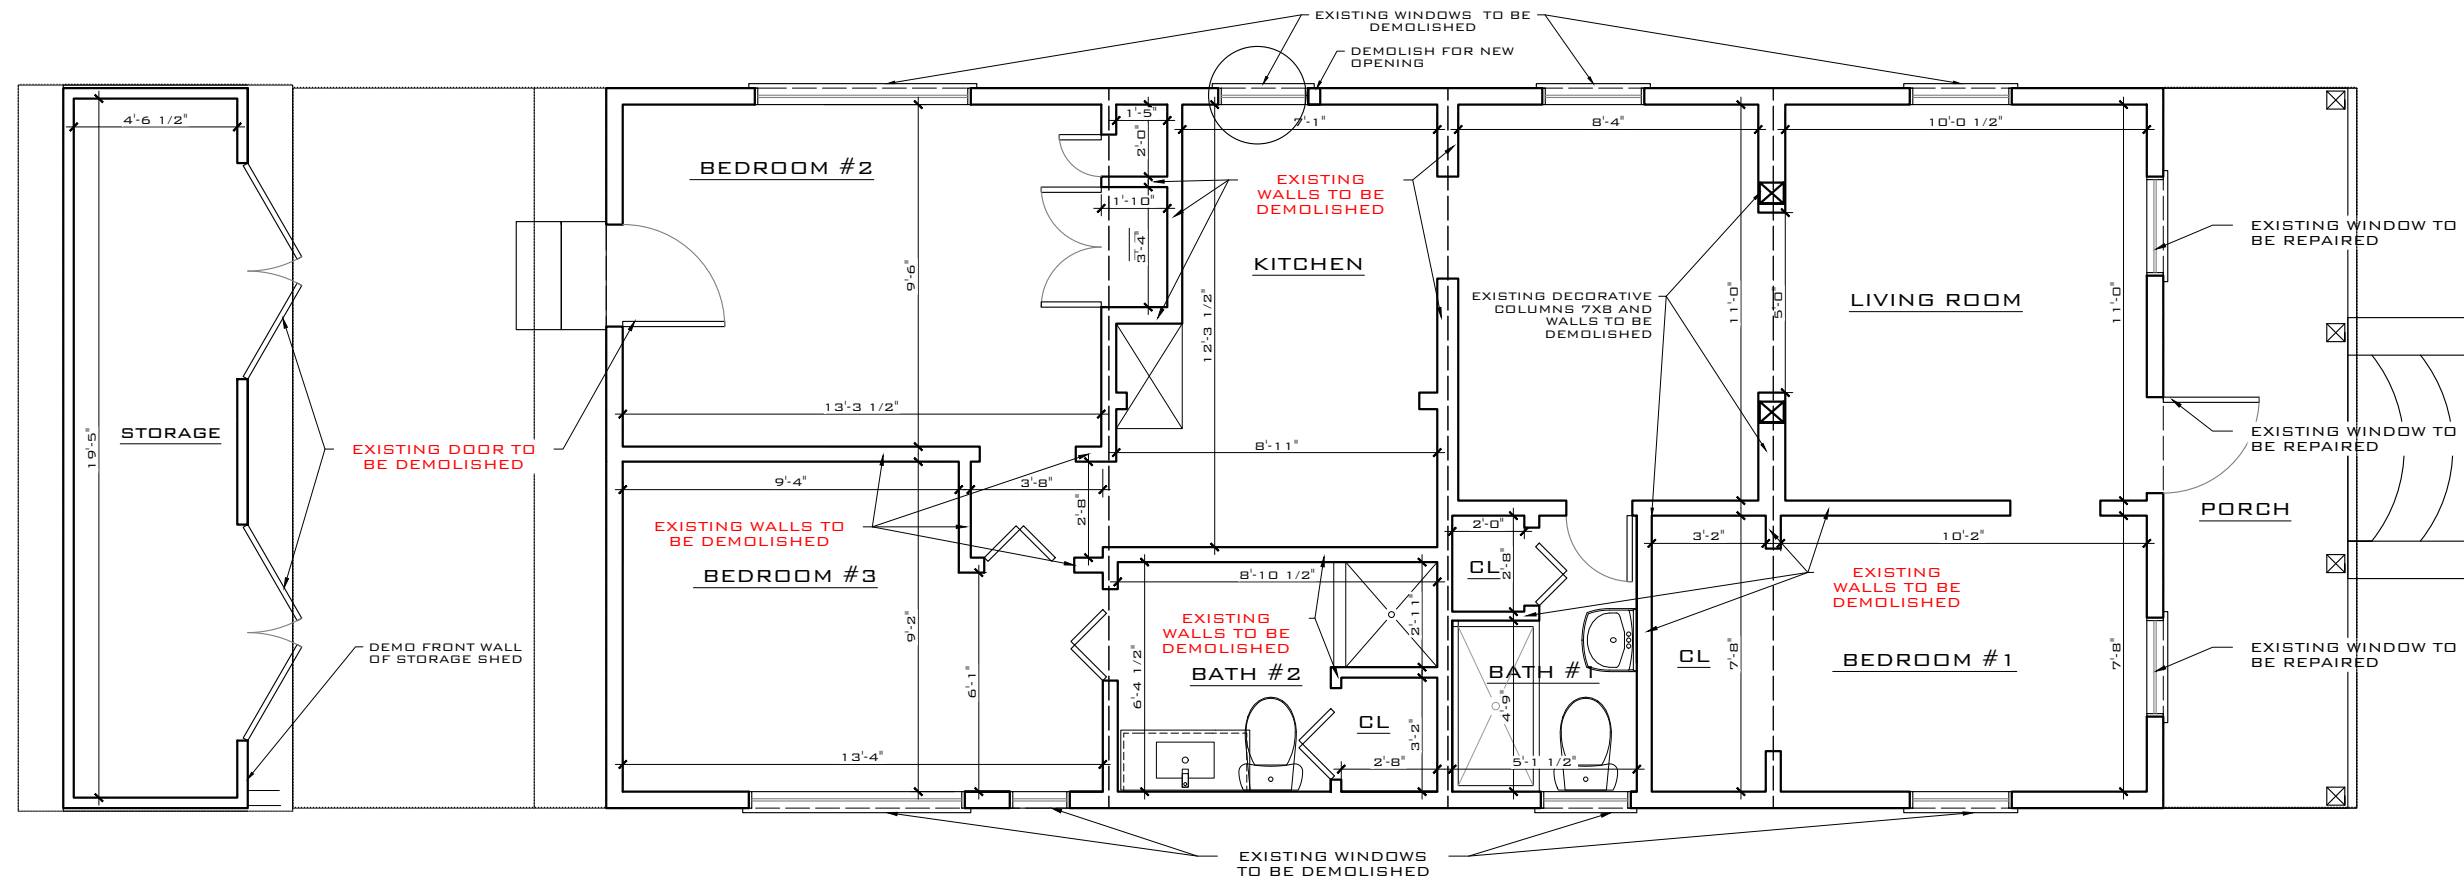 EXISTING WINDOWS TO BE
DEMOLISHED
DEMOLISH FOR NEW
OPENING
4'-6 1/2"
1'-5"
7'-1"
8'-4"
10'-0 1/2"
2'-0"
BEDROOM #2
EXISTING
WALLS TO BE
DEMOLISHED
1'-10"
3'-4"
9'-6"
KITCHEN
12'-3 1/2"
EXISTING DECORATIVE
COLUMNS 7X8 AND
WALLS TO BE
DEMOLISHED
11'-0"
5'-0"
LIVING ROOM
11'-0"
EXISTING WINDOW TO
BE REPAIRED
13'-3 1/2"
STORAGE
19'-5"
EXISTING DOOR TO
BE DEMOLISHED
8'-11"
EXISTING WINDOW TO
BE REPAIRED
9'-4"
3'-8"
2'-8"
EXISTING WALLS TO
BE DEMOLISHED
PORCH
2'-0"
3'-2"
10'-2"
BEDROOM #3
8'-10 1/2"
CL
2'-8"
EXISTING
WALLS TO BE
DEMOLISHED
EXISTING
WALLS TO BE
DEMOLISHED
2'-11"
9'-2"
DEMO FRONT WALL
OF STORAGE SHED
6'-1"
6'-4 1/2"
BATH #2
BATH #1
CL
7'-8"
BEDROOM #1
7'-8"
EXISTING WINDOW TO
BE REPAIRED
4'-9"
CL
3'-2"
13'-4"
2'-8"
5'-1 1/2"
EXISTING WINDOWS
TO BE DEMOLISHED